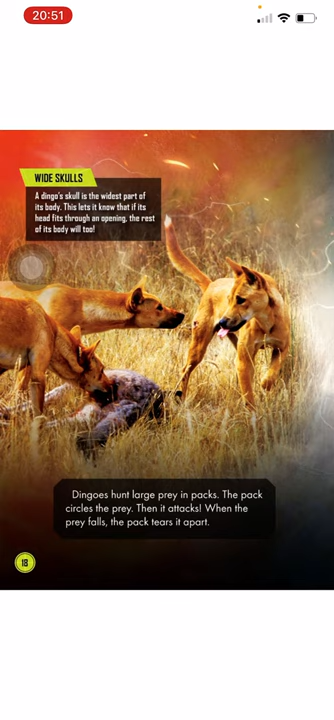 20:51
WIDE SKULLS
A dingo's skull is the widest part of
its body. This lets it know that if its
head fits through an opening, the rest
of its body will too!
Dingoes hunt large prey in packs. The pack
circles the prey. Then it attacks! When the
prey falls, the pack tears it apart.
18